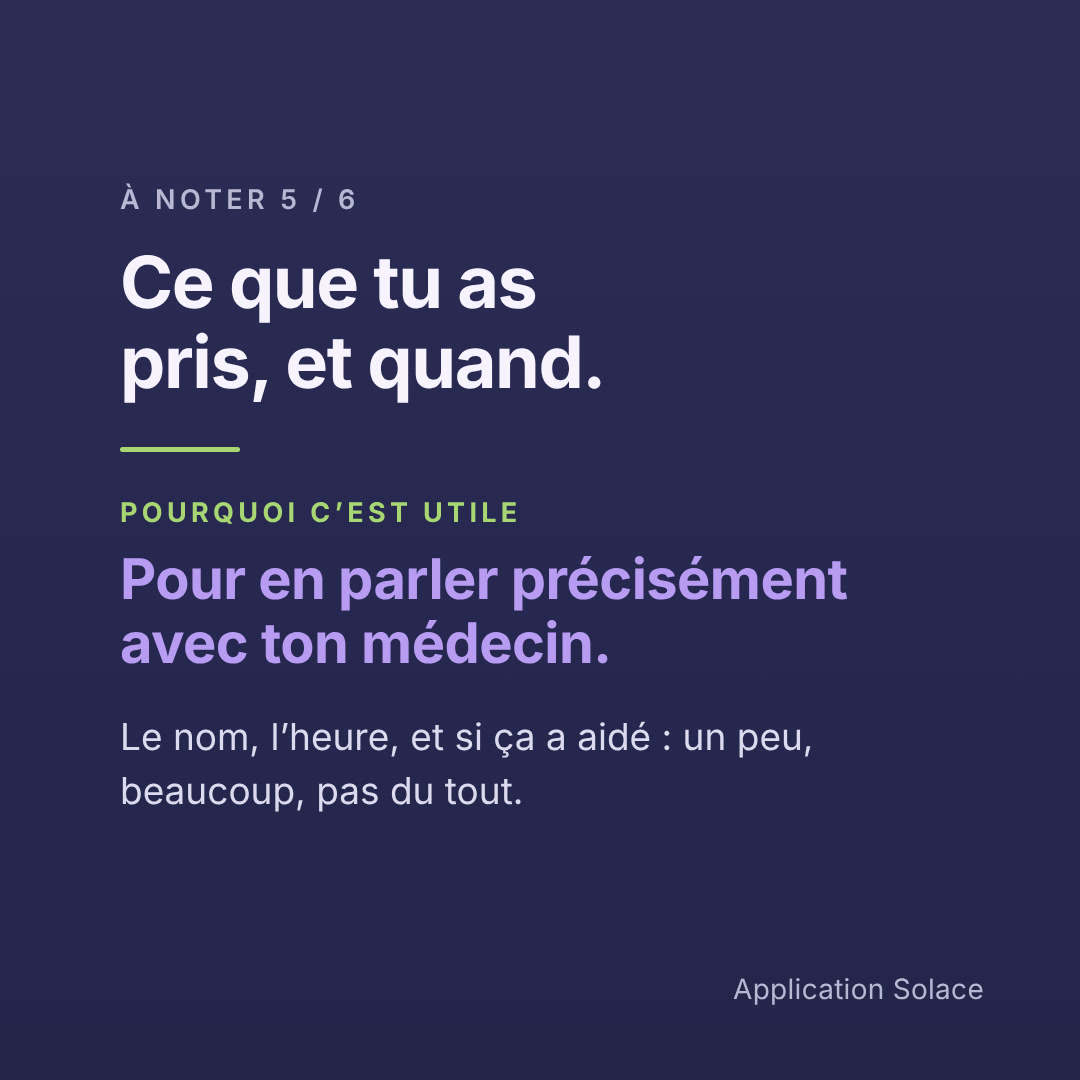 À NOTER 5 / 6
Ce que tu as
pris, et quand.
POURQUOI C’EST UTILE
Pour en parler précisément
avec ton médecin.
Le nom, l’heure, et si ça a aidé : un peu,
beaucoup, pas du tout.
Application Solace